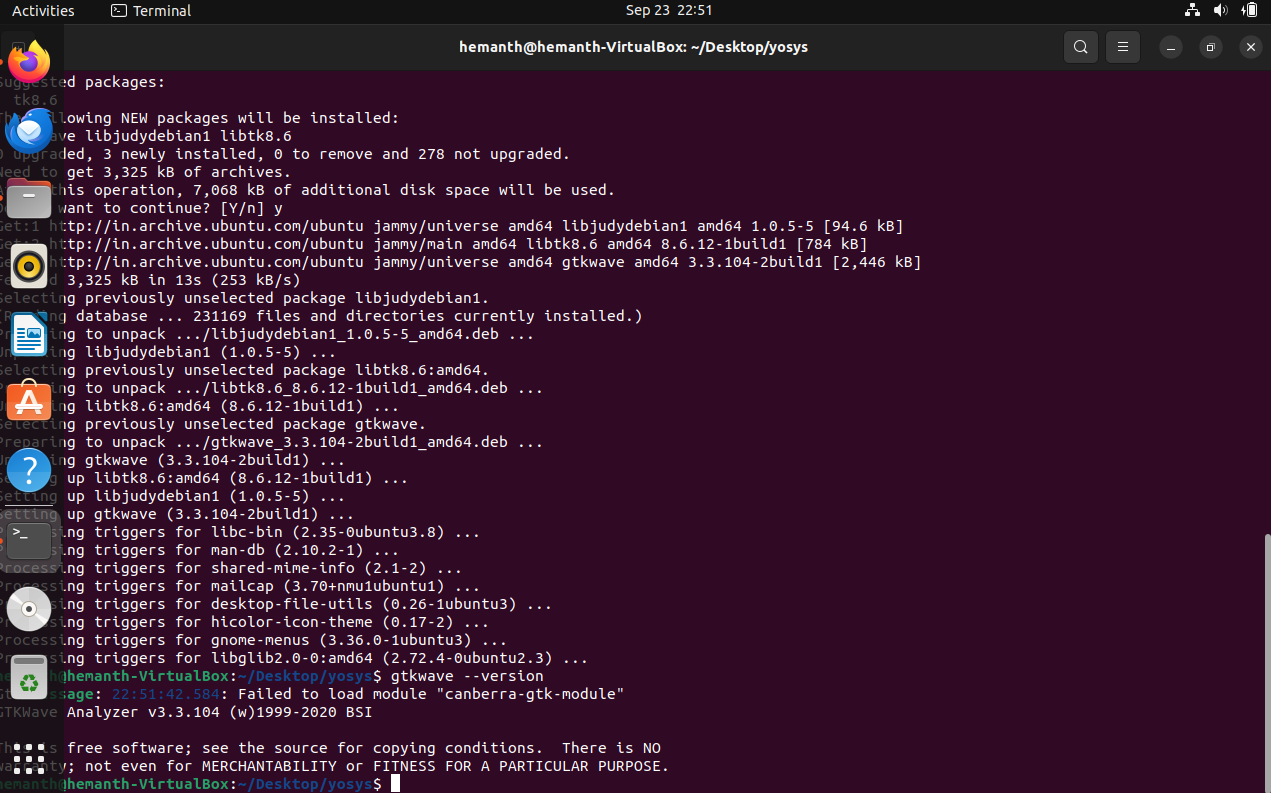 Activities
Terminal
Sep 23 22:51
hemanth@hemanth-VirtualBox: ~/Desktop/yosys
Suggested packages:
tk8.6
The following NEW packages will be installed:
gtkwave libjudydebian1 libtk8.6
0 upgraded, 3 newly installed, 0 to remove and 278 not upgraded.
Need to get 3,325 kB of archives.
After this operation, 7,068 kB of additional disk space will be used.
Do you want to continue? [Y/n] y
Get:1 http://in.archive.ubuntu.com/ubuntu jammy/universe amd64 libjudydebian1 amd64 1.0.5-5 [94.6 kB]
Get:2 http://in.archive.ubuntu.com/ubuntu jammy/main amd64 libtk8.6 amd64 8.6.12-1build1 [784 kB]
Get:3 http://in.archive.ubuntu.com/ubuntu jammy/universe amd64 gtkwave amd64 3.3.104-2build1 [2,446 kB]
Fetched 3,325 kB in 13s (253 kB/s)
Selecting previously unselected package libjudydebian1.
(Reading database ... 231169 files and directories currently installed.)
Preparing to unpack .../libjudydebian1_1.0.5-5_amd64.deb ...
Unpacking libjudydebian1 (1.0.5-5) ...
Selecting previously unselected package libtk8.6:amd64.
Preparing to unpack .../libtk8.6_8.6.12-1build1_amd64.deb ...
Unpacking libtk8.6:amd64 (8.6.12-1build1) ...
Selecting previously unselected package gtkwave.
Preparing to unpack .../gtkwave_3.3.104-2build1_amd64.deb ...
Unpacking gtkwave (3.3.104-2build1) ...
Setting up libtk8.6:amd64 (8.6.12-1build1) ...
Setting up libjudydebian1 (1.0.5-5) ...
Setting up gtkwave (3.3.104-2build1) ...
Processing triggers for libc-bin (2.35-0ubuntu3.8) ...
Processing triggers for man-db (2.10.2-1) ...
Processing triggers for shared-mime-info (2.1-2) ...
Processing triggers for mailcap (3.70+nmu1ubuntu1) ...
Processing triggers for desktop-file-utils (0.26-1ubuntu3) ...
Processing triggers for hicolor-icon-theme (0.17-2) ...
Processing triggers for gnome-menus (3.36.0-1ubuntu3) ...
Processing triggers for libglib2.0-0:amd64 (2.72.4-0ubuntu2.3) ...
hemanth@hemanth-VirtualBox:~/Desktop/yosys$ gtkwave --version
Gtk-Message: 22:51:42.584: Failed to load module "canberra-gtk-module"
GTKWave Analyzer v3.3.104 (w)1999-2020 BSI
This is free software; see the source for copying conditions.  There is NO
warranty; not even for MERCHANTABILITY or FITNESS FOR A PARTICULAR PURPOSE.
hemanth@hemanth-VirtualBox:~/Desktop/yosys$